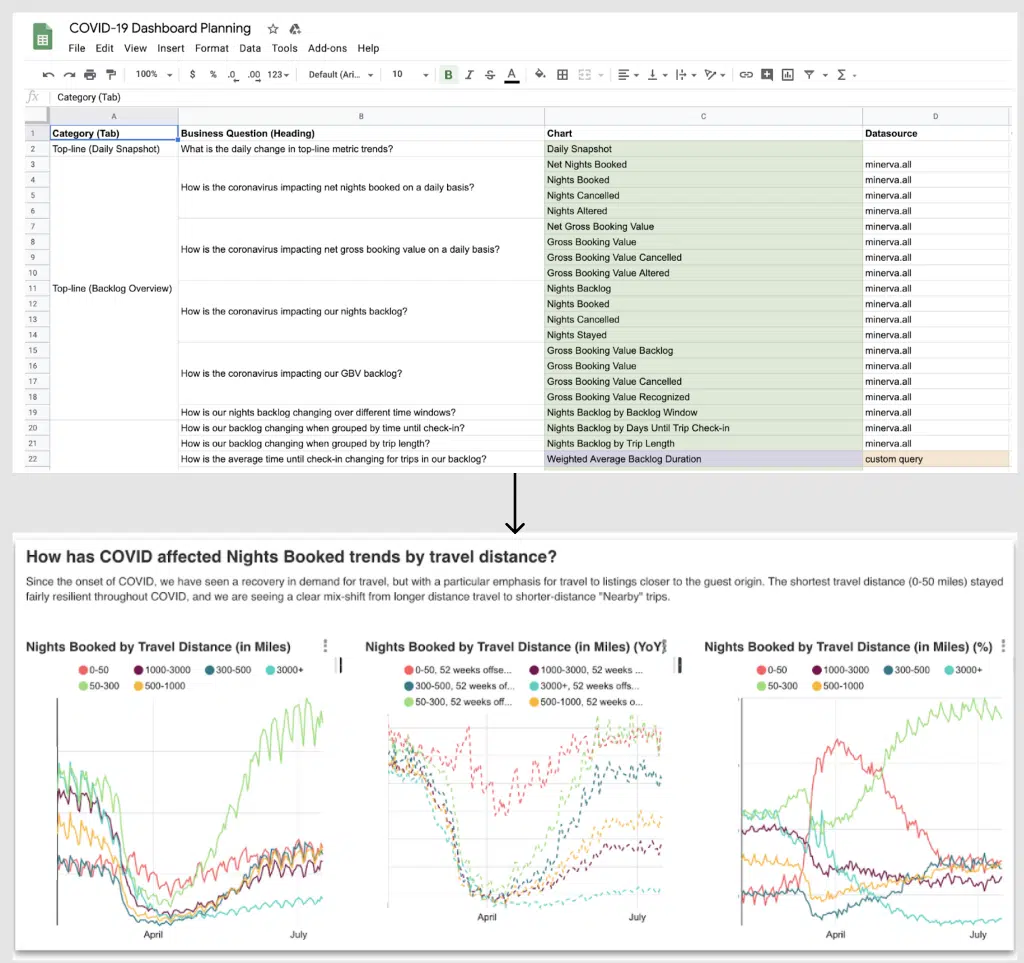 COVID-19 Dashboard Planning
File Edit View Insert Format Data Tools Add-ons Help
100% $ % .0 .00 123 Default (Ari... 10 B I S A
fx Category (Tab)
A B C D
1 Category (Tab) Business Question (Heading) Chart Datasource
2 Top-line (Daily Snapshot) What is the daily change in top-line metric trends? Daily Snapshot
3 Net Nights Booked minerva.all
4 How is the coronavirus impacting net nights booked on a daily basis? Nights Booked minerva.all
5 Nights Cancelled minerva.all
6 Nights Altered minerva.all
7 Net Gross Booking Value minerva.all
8 How is the coronavirus impacting net gross booking value on a daily basis? Gross Booking Value minerva.all
9 Gross Booking Value Cancelled minerva.all
10 Gross Booking Value Altered minerva.all
11 Top-line (Backlog Overview) Nights Backlog minerva.all
12 How is the coronavirus impacting our nights backlog? Nights Booked minerva.all
13 Nights Cancelled minerva.all
14 Nights Stayed minerva.all
15 Gross Booking Value Backlog minerva.all
16 How is the coronavirus impacting our GBV backlog? Gross Booking Value minerva.all
17 Gross Booking Value Cancelled minerva.all
18 Gross Booking Value Recognized minerva.all
19 How is our nights backlog changing over different time windows? Nights Backlog by Backlog Window minerva.all
20 How is our backlog changing when grouped by time until check-in? Nights Backlog by Days Until Trip Check-in minerva.all
21 How is our backlog changing when grouped by trip length? Nights Backlog by Trip Length minerva.all
22 How is the average time until check-in changing for trips in our backlog? Weighted Average Backlog Duration custom query
How has COVID affected Nights Booked trends by travel distance?
Since the onset of COVID, we have seen a recovery in demand for travel, but with a particular emphasis for travel to listings closer to the guest origin. The shortest travel distance (0-50 miles) stayed
fairly resilient throughout COVID, and we are seeing a clear mix-shift from longer distance travel to shorter-distance "Nearby" trips.
Nights Booked by Travel Distance (in Miles)
0-50 1000-3000 300-500 3000+
50-300 500-1000
April July
Nights Booked by Travel Distance (in Miles) (YoY)
0-50, 52 weeks offse... 1000-3000, 52 weeks ...
300-500, 52 weeks of... 3000+, 52 weeks offs...
50-300, 52 weeks off... 500-1000, 52 weeks o...
April July
Nights Booked by Travel Distance (in Miles) (%)
0-50 1000-3000 300-500 3000+
50-300 500-1000
April July